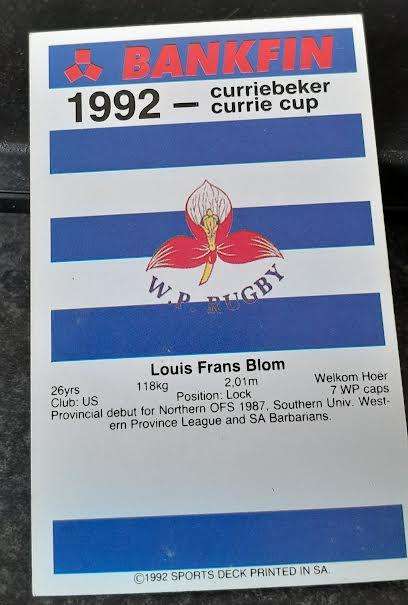 BANKFIN
1992 – curriebeker
currie cup
W.P. RUGBY
Louis Frans Blom
26yrs 118kg 2,01m Welkom Hoër
Club: US Position: Lock 7 WP caps
Provincial debut for Northern OFS 1987, Southern Univ. West-
ern Province League and SA Barbarians.
©1992 SPORTS DECK PRINTED IN SA.